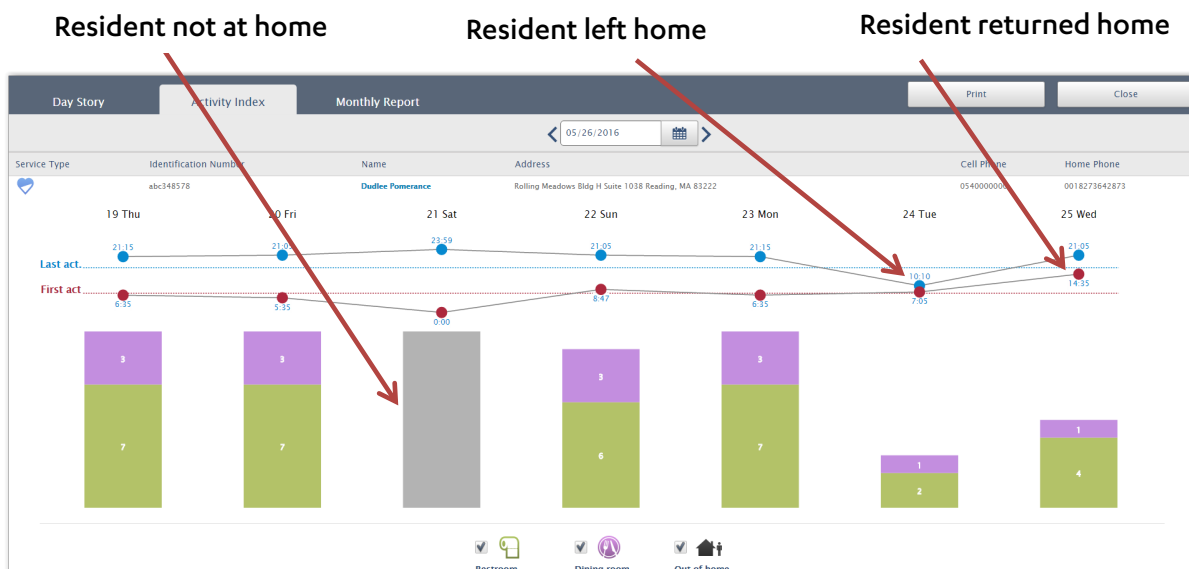 Resident not at home
Resident left home
Resident returned home
Day Story
Activity Index
Monthly Report
Print
Close
05/26/2016
Service Type Identification Number Name Address Cell Phone Home Phone
abc348578 Dudlee Pomerance Rolling Meadows Bldg H Suite 1038 Reading, MA 83222 0540000000 0018273642873
19 Thu 20 Fri 21 Sat 22 Sun 23 Mon 24 Tue 25 Wed
21:15 21:05 23:59 21:05 21:15 10:10 21:05
Last act.
First act
6:35 5:35 0:00 8:47 6:35 7:05 14:35
3 3 3 3 1 1
7 7 6 7 2 4
Restroom Dining room Out of home